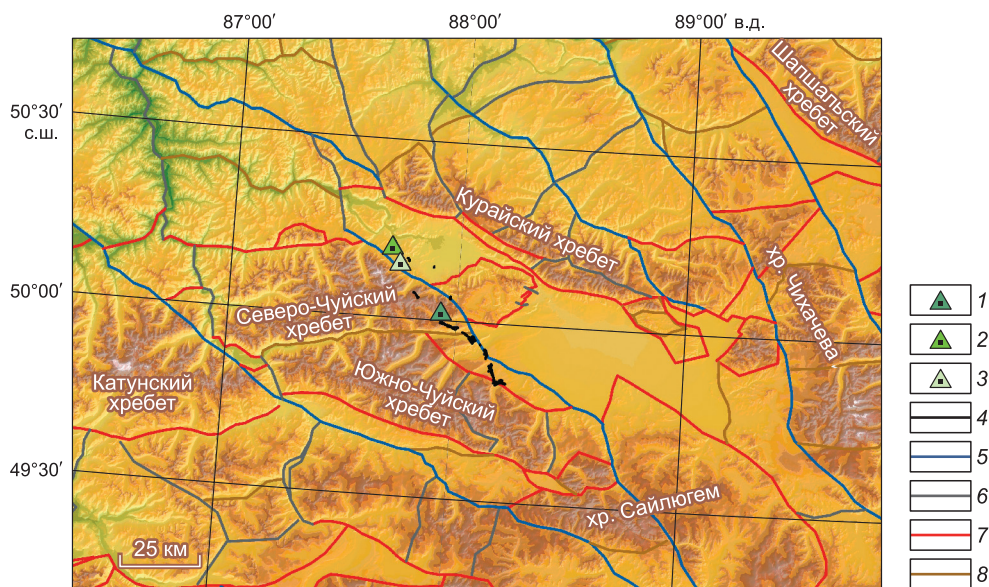 87°00′ 88°00′ 89°00′ в.д.
50°30′
с.ш.
50°00′
49°30′
Шапшальский
хребет
Курайский хребет
хр. Чихачева
Северо-Чуйский
хребет
Южно-Чуйский
хребет
Катунский
хребет
хр. Сайлюгем
25 км
1
2
3
4
5
6
7
8